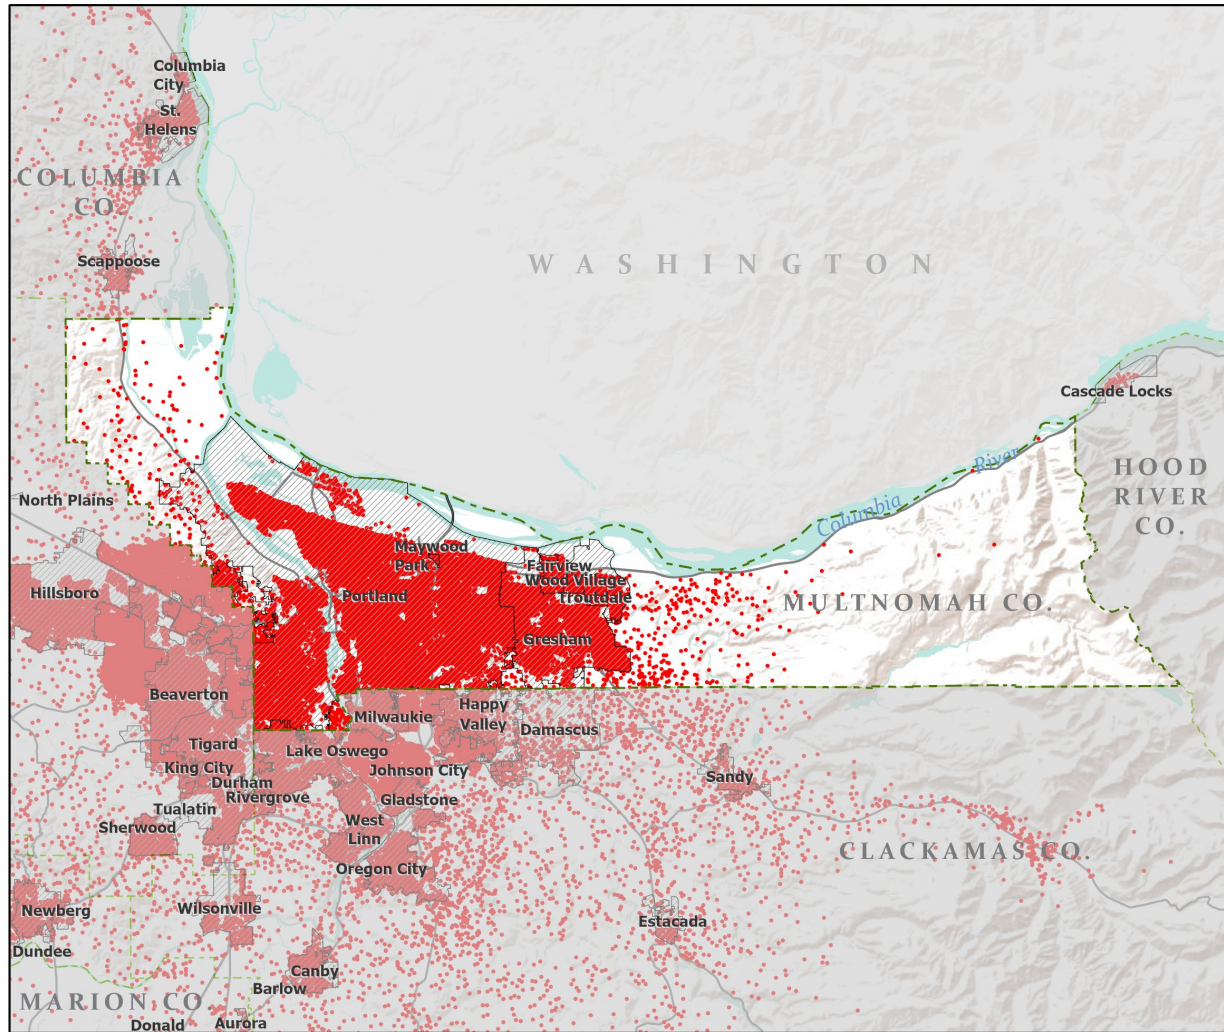 Columbia
City
St.
Helens
COLUMBIA
CO.
Scappoose
WASHINGTON
Cascade Locks
HOOD
RIVER
CO.
Columbia River
North Plains
Hillsboro
Maywood
Park
Fairview
Wood Village
Troutdale
Portland
MULTNOMAH CO.
Gresham
Beaverton
Milwaukie
Happy
Valley
Damascus
Tigard
Lake Oswego
King City
Johnson City
Durham
Rivergrove
Gladstone
Sandy
Tualatin
Sherwood
West
Linn
Oregon City
CLACKAMAS CO.
Newberg
Wilsonville
Estacada
Dundee
Canby
Barlow
MARION CO.
Donald
Aurora